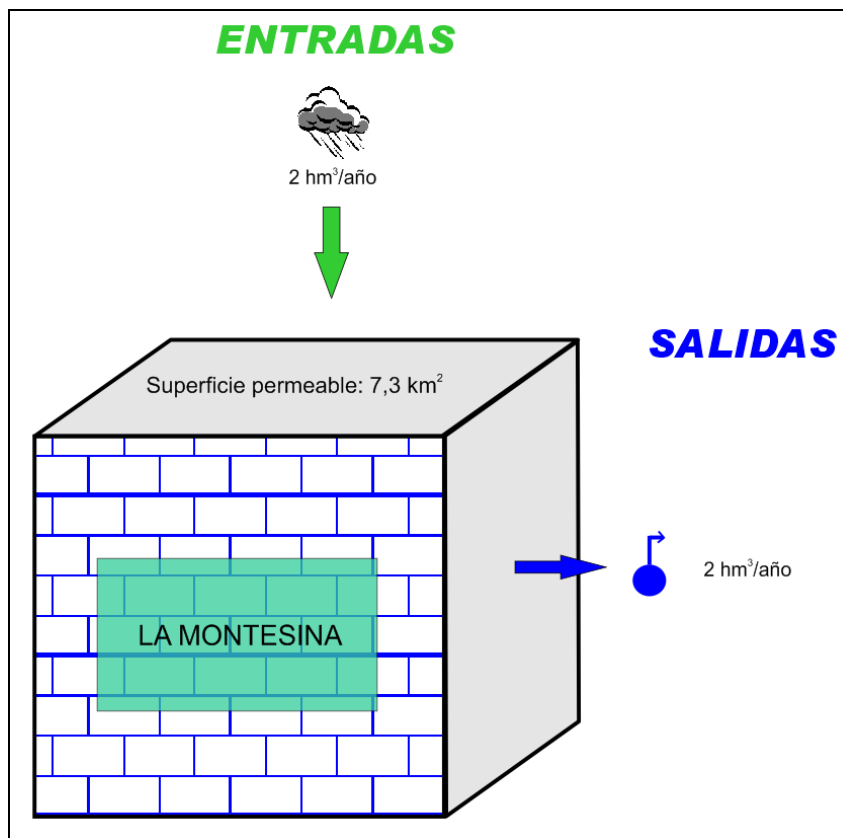 ENTRADAS
2 hm³/año
Superficie permeable: 7,3 km²
SALIDAS
2 hm³/año
LA MONTESINA